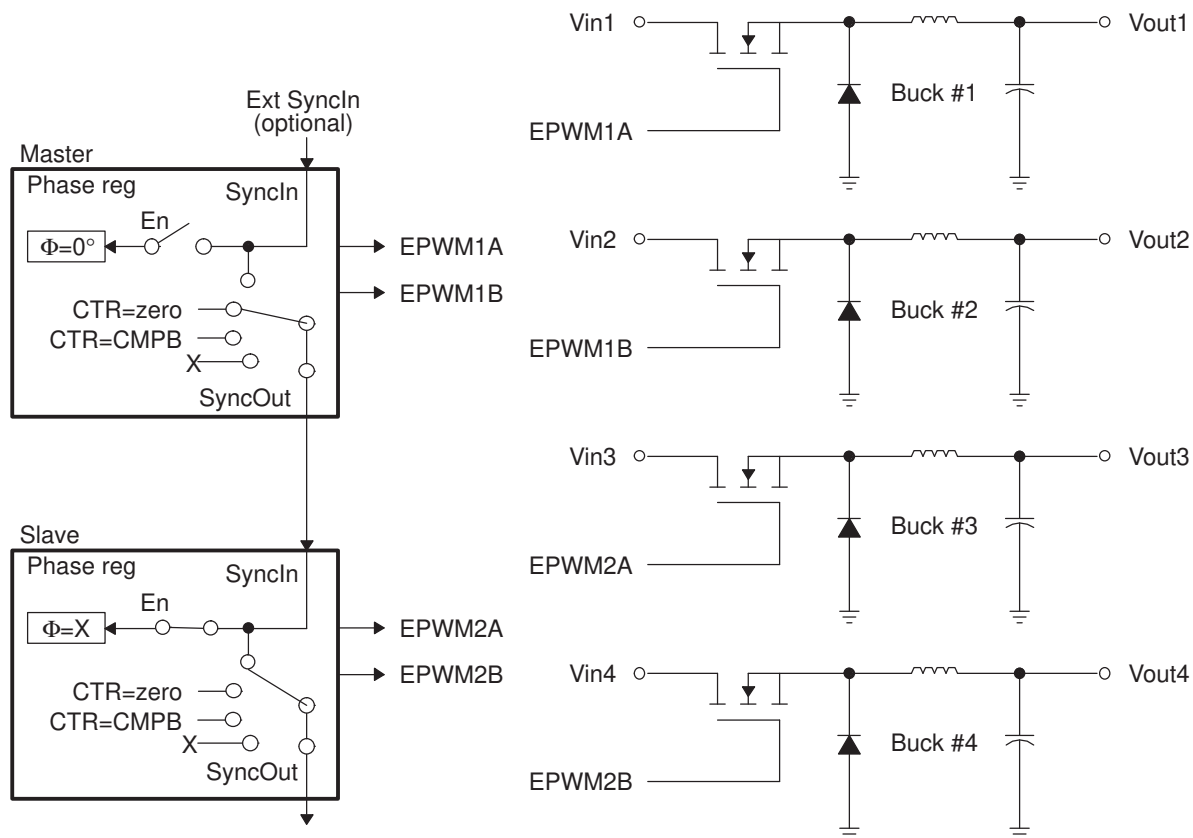 Ext SyncIn
(optional)
Master
Phase reg
SyncIn
En
Φ=0°
EPWM1A
EPWM1B
CTR=zero
CTR=CMPB
X
SyncOut
Slave
Phase reg
SyncIn
En
Φ=X
EPWM2A
EPWM2B
CTR=zero
CTR=CMPB
X
SyncOut
Vin1
Vout1
Buck #1
EPWM1A
Vin2
Vout2
Buck #2
EPWM1B
Vin3
Vout3
Buck #3
EPWM2A
Vin4
Vout4
Buck #4
EPWM2B